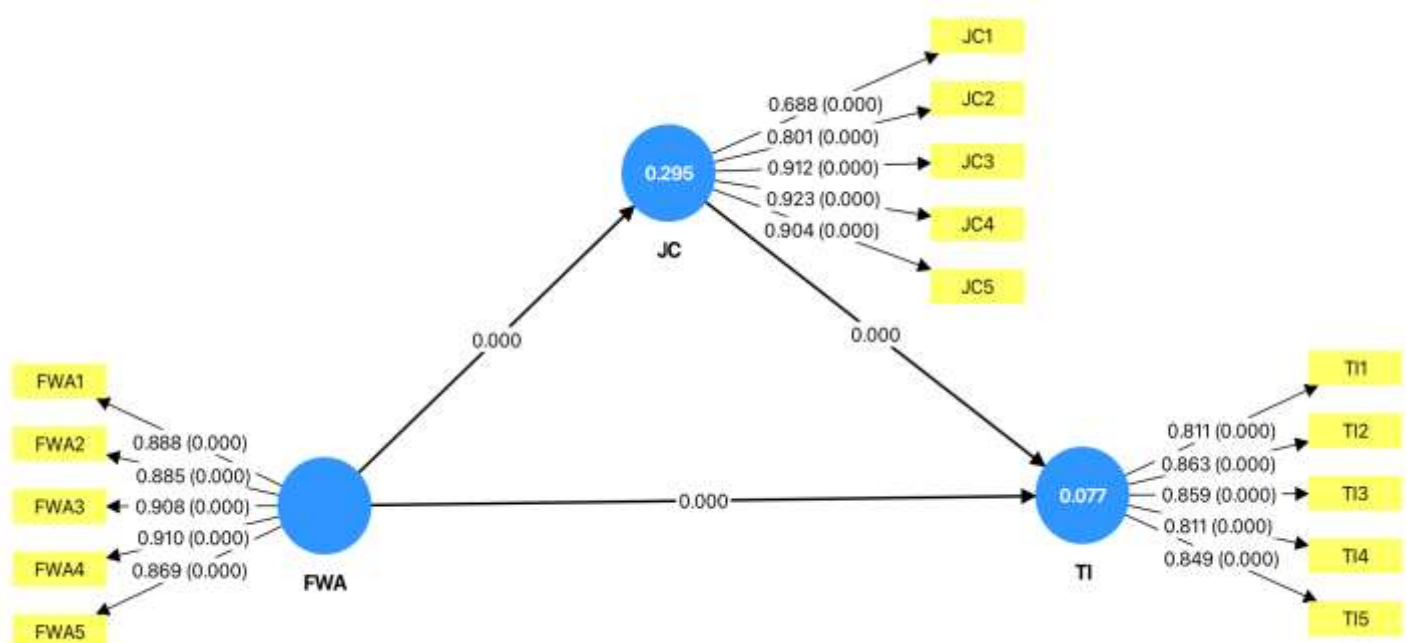 JC1
0.688 (0.000)
JC2
0.801 (0.000)
0.912 (0.000)
JC3
0.295
0.923 (0.000)
JC4
0.904 (0.000)
JC
JC5
0.000
0.000
FWA1
0.888 (0.000)
FWA2
0.885 (0.000)
FWA3
0.908 (0.000)
0.910 (0.000)
FWA4
0.869 (0.000)
FWA5
FWA
0.000
TI1
0.811 (0.000)
TI2
0.863 (0.000)
0.077
0.859 (0.000)
TI3
0.811 (0.000)
TI4
0.849 (0.000)
TI
TI5